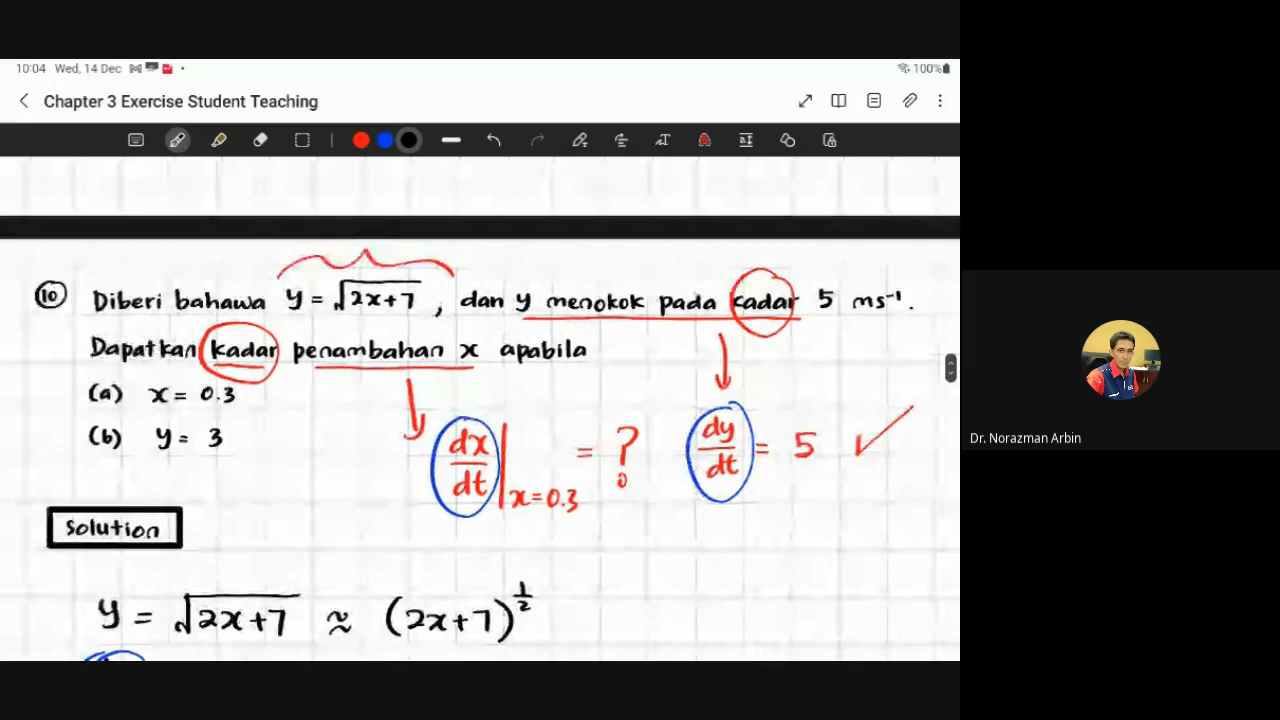 10:04 Wed, 14 Dec
100%
Chapter 3 Exercise Student Teaching
⑩ Diberi bahawa y = √(2x+7), dan y menokok pada kadar 5 ms⁻¹.
Dapatkan kadar penambahan x apabila
(a) x = 0.3
(b) y = 3
dx/dt |x=0.3 = ?
dy/dt = 5 ✓
Solution
y = √(2x+7) ≈ (2x+7)^(1/2)
Dr. Norazman Arbin